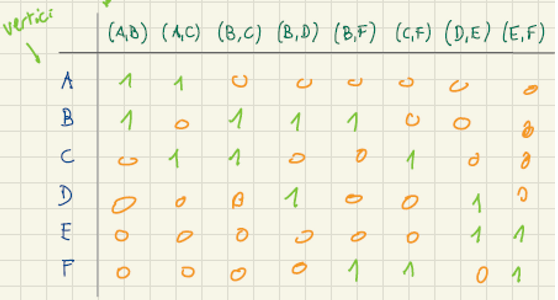 vertici
(A,B) (A,C) (B,C) (B,D) (B,F) (C,F) (D,E) (E,F)
A 1 1 0 0 0 0 0 0
B 1 0 1 1 1 0 0 0
C 0 1 1 0 0 1 0 0
D 0 0 0 1 0 0 1 0
E 0 0 0 0 0 0 1 1
F 0 0 0 0 1 1 0 1